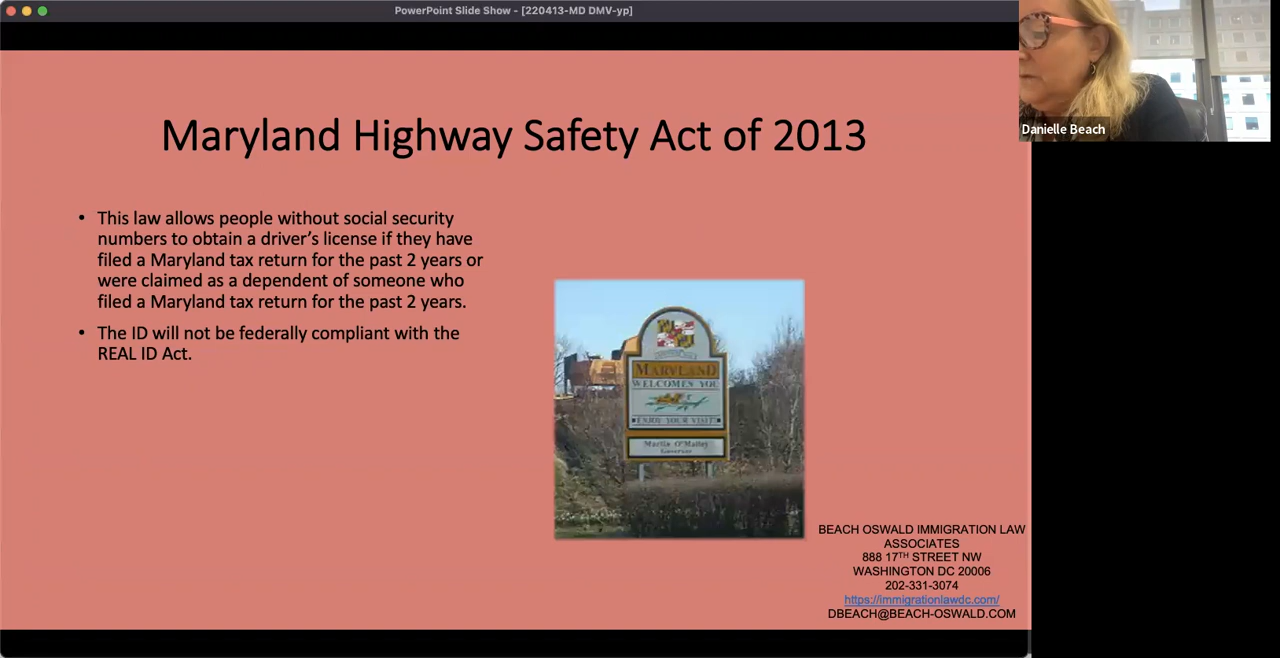 PowerPoint Slide Show - [220413-MD DMV-yp]
Danielle Beach
Maryland Highway Safety Act of 2013
• This law allows people without social security
numbers to obtain a driver's license if they have
filed a Maryland tax return for the past 2 years or
were claimed as a dependent of someone who
filed a Maryland tax return for the past 2 years.
• The ID will not be federally compliant with the
REAL ID Act.
MARYLAND
WELCOMES YOU
ENJOY YOUR VISIT!
Martin O'Malley
Governor
BEACH OSWALD IMMIGRATION LAW
ASSOCIATES
888 17TH STREET NW
WASHINGTON DC 20006
202-331-3074
https://immigrationlawdc.com/
DBEACH@BEACH-OSWALD.COM